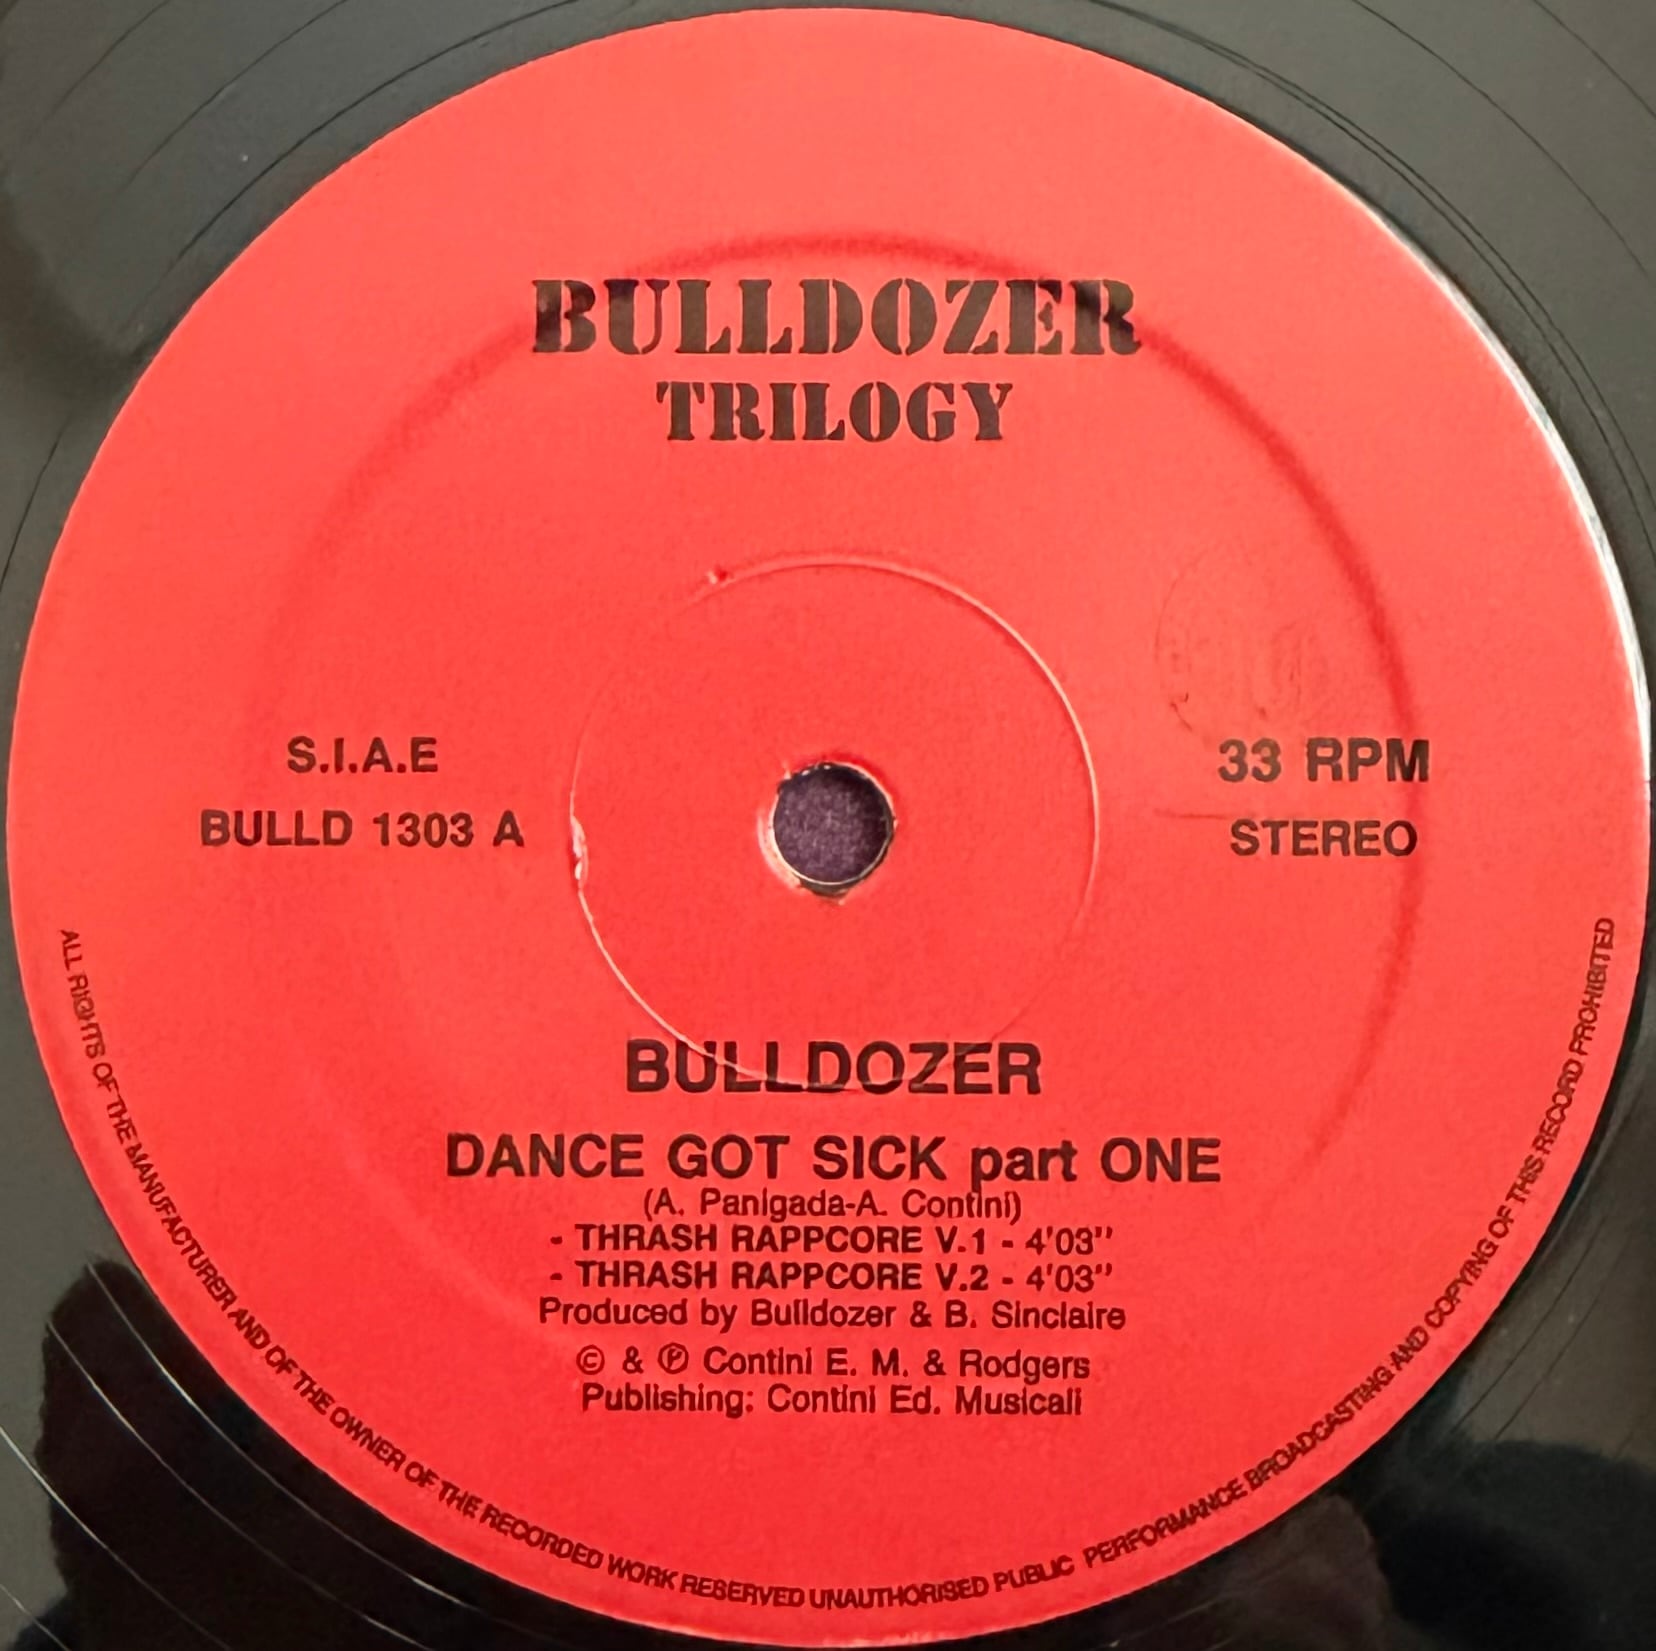 BULLDOZER
TRILOGY
S.I.A.E
BULLD 1303 A
33 RPM
STEREO
BULLDOZER
DANCE GOT SICK part ONE
(A. Panigada-A. Contini)
- THRASH RAPPCORE V.1 - 4'03''
- THRASH RAPPCORE V.2 - 4'03''
Produced by Bulldozer & B. Sinclaire
© & ℗ Contini E. M. & Rodgers
Publishing: Contini Ed. Musicali
ALL RIGHTS OF THE MANUFACTURER AND OF THE OWNER OF THE RECORDED WORK RESERVED UNAUTHORISED PUBLIC PERFORMANCE BROADCASTING AND COPYING OF THIS RECORD PROHIBITED